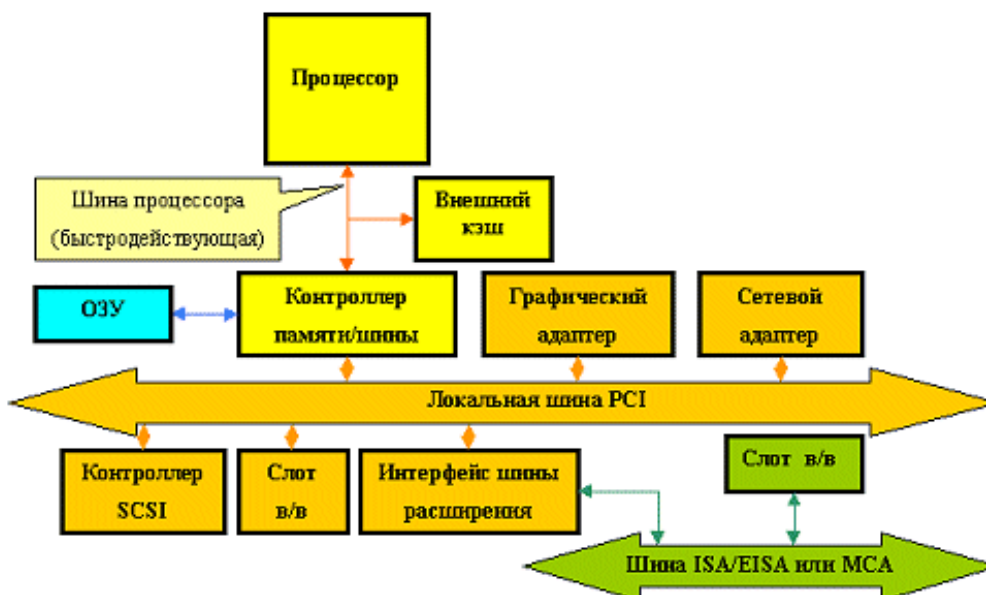 Процессор
Шина процессора
(быстродействующая)
Внешний
кэш
ОЗУ
Контроллер
памяти/шины
Графический
адаптер
Сетевой
адаптер
Локальная шина PCI
Контроллер
SCSI
Слот
в/в
Интерфейс шины
расширения
Слот в/в
Шина ISA/EISA или MCA